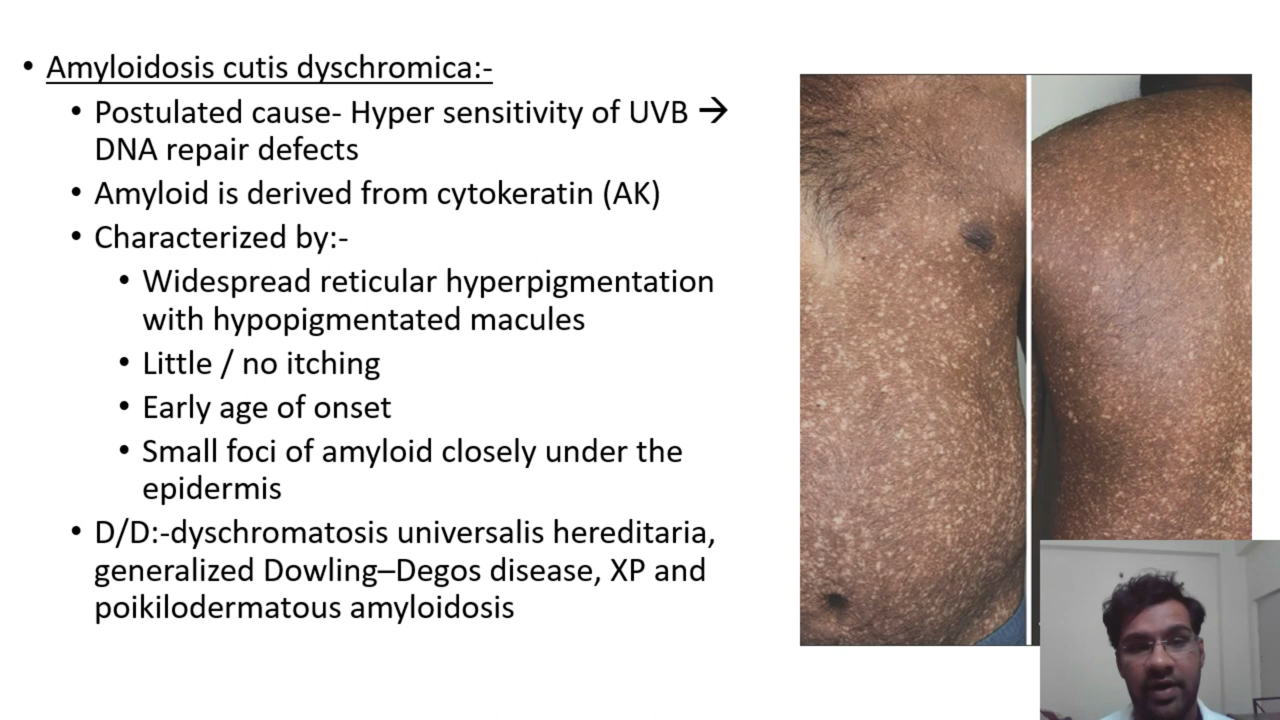 • Amyloidosis cutis dyschromica:-
• Postulated cause- Hyper sensitivity of UVB →
DNA repair defects
• Amyloid is derived from cytokeratin (AK)
• Characterized by:-
• Widespread reticular hyperpigmentation
with hypopigmentated macules
• Little / no itching
• Early age of onset
• Small foci of amyloid closely under the
epidermis
• D/D:-dyschromatosis universalis hereditaria,
generalized Dowling–Degos disease, XP and
poikilodermatous amyloidosis